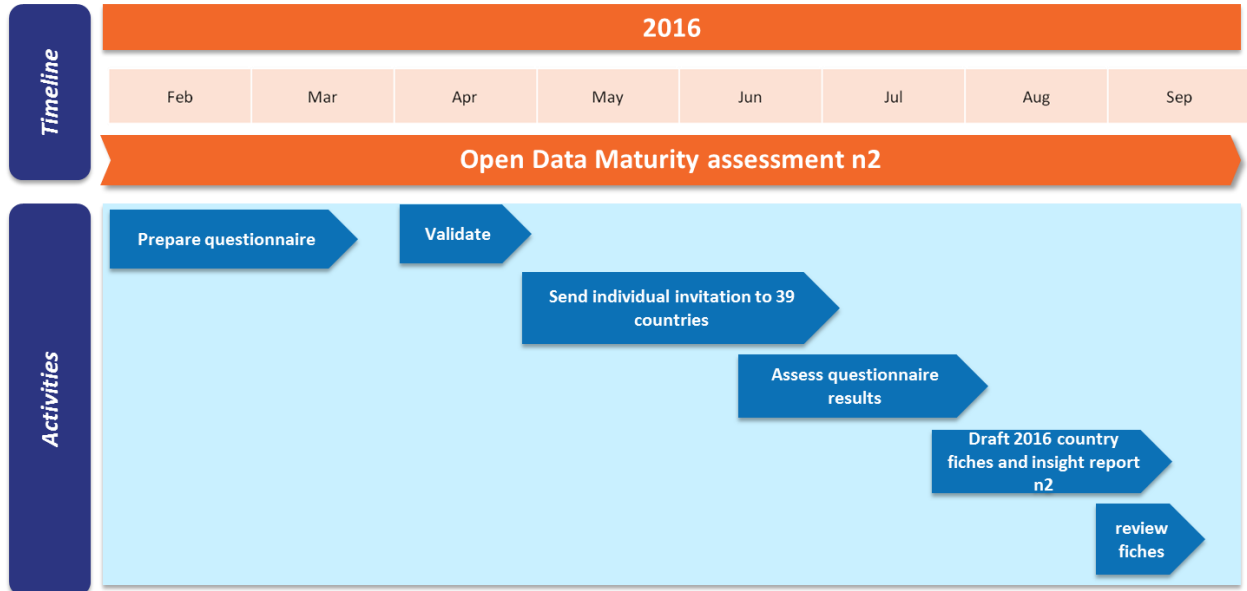 Timeline
2016
Feb
Mar
Apr
May
Jun
Jul
Aug
Sep
Open Data Maturity assessment n2
Activities
Prepare questionnaire
Validate
Send individual invitation to 39
countries
Assess questionnaire
results
Draft 2016 country
fiches and insight report
n2
review
fiches